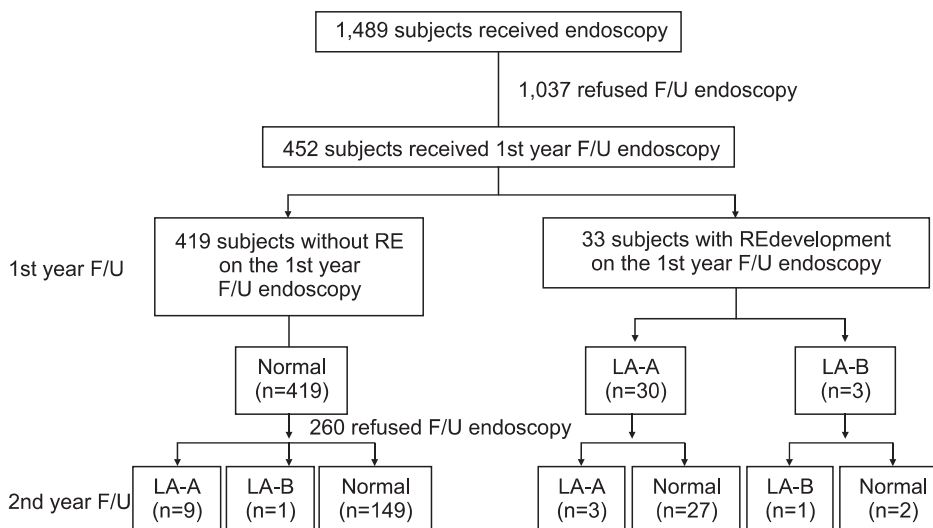 1,489 subjects received endoscopy
1,037 refused F/U endoscopy
452 subjects received 1st year F/U endoscopy
1st year F/U
419 subjects without RE
on the 1st year
F/U endoscopy
33 subjects with REdevelopment
on the 1st year F/U endoscopy
Normal
(n=419)
LA-A
(n=30)
LA-B
(n=3)
260 refused F/U endoscopy
2nd year F/U
LA-A
(n=9)
LA-B
(n=1)
Normal
(n=149)
LA-A
(n=3)
Normal
(n=27)
LA-B
(n=1)
Normal
(n=2)